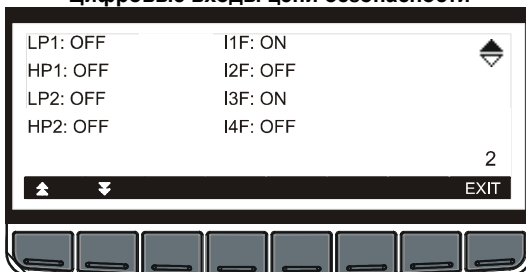 Цифровые входы цепи безопасности
LP1: OFF I1F: ON
HP1: OFF I2F: OFF
LP2: OFF I3F: ON
HP2: OFF I4F: OFF
2
EXIT